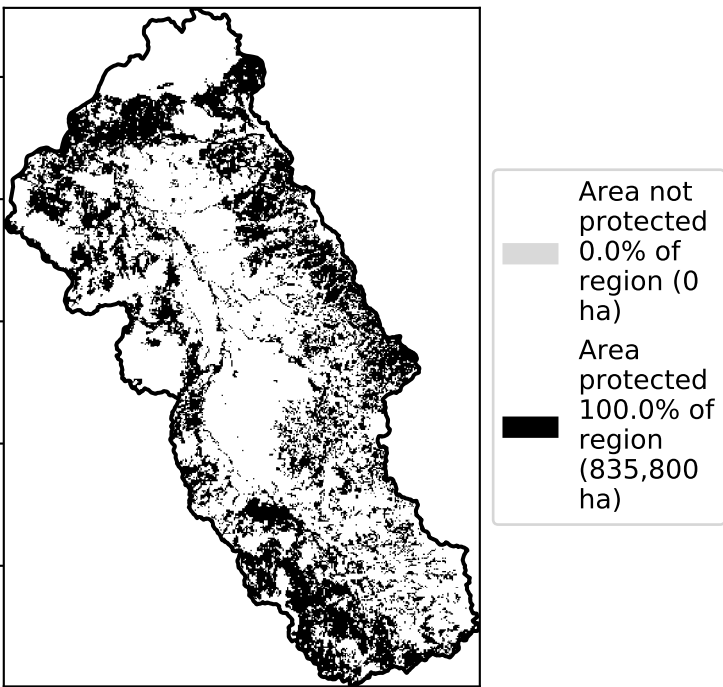 Area not
protected
0.0% of
region (0
ha)
Area
protected
100.0% of
region
(835,800
ha)